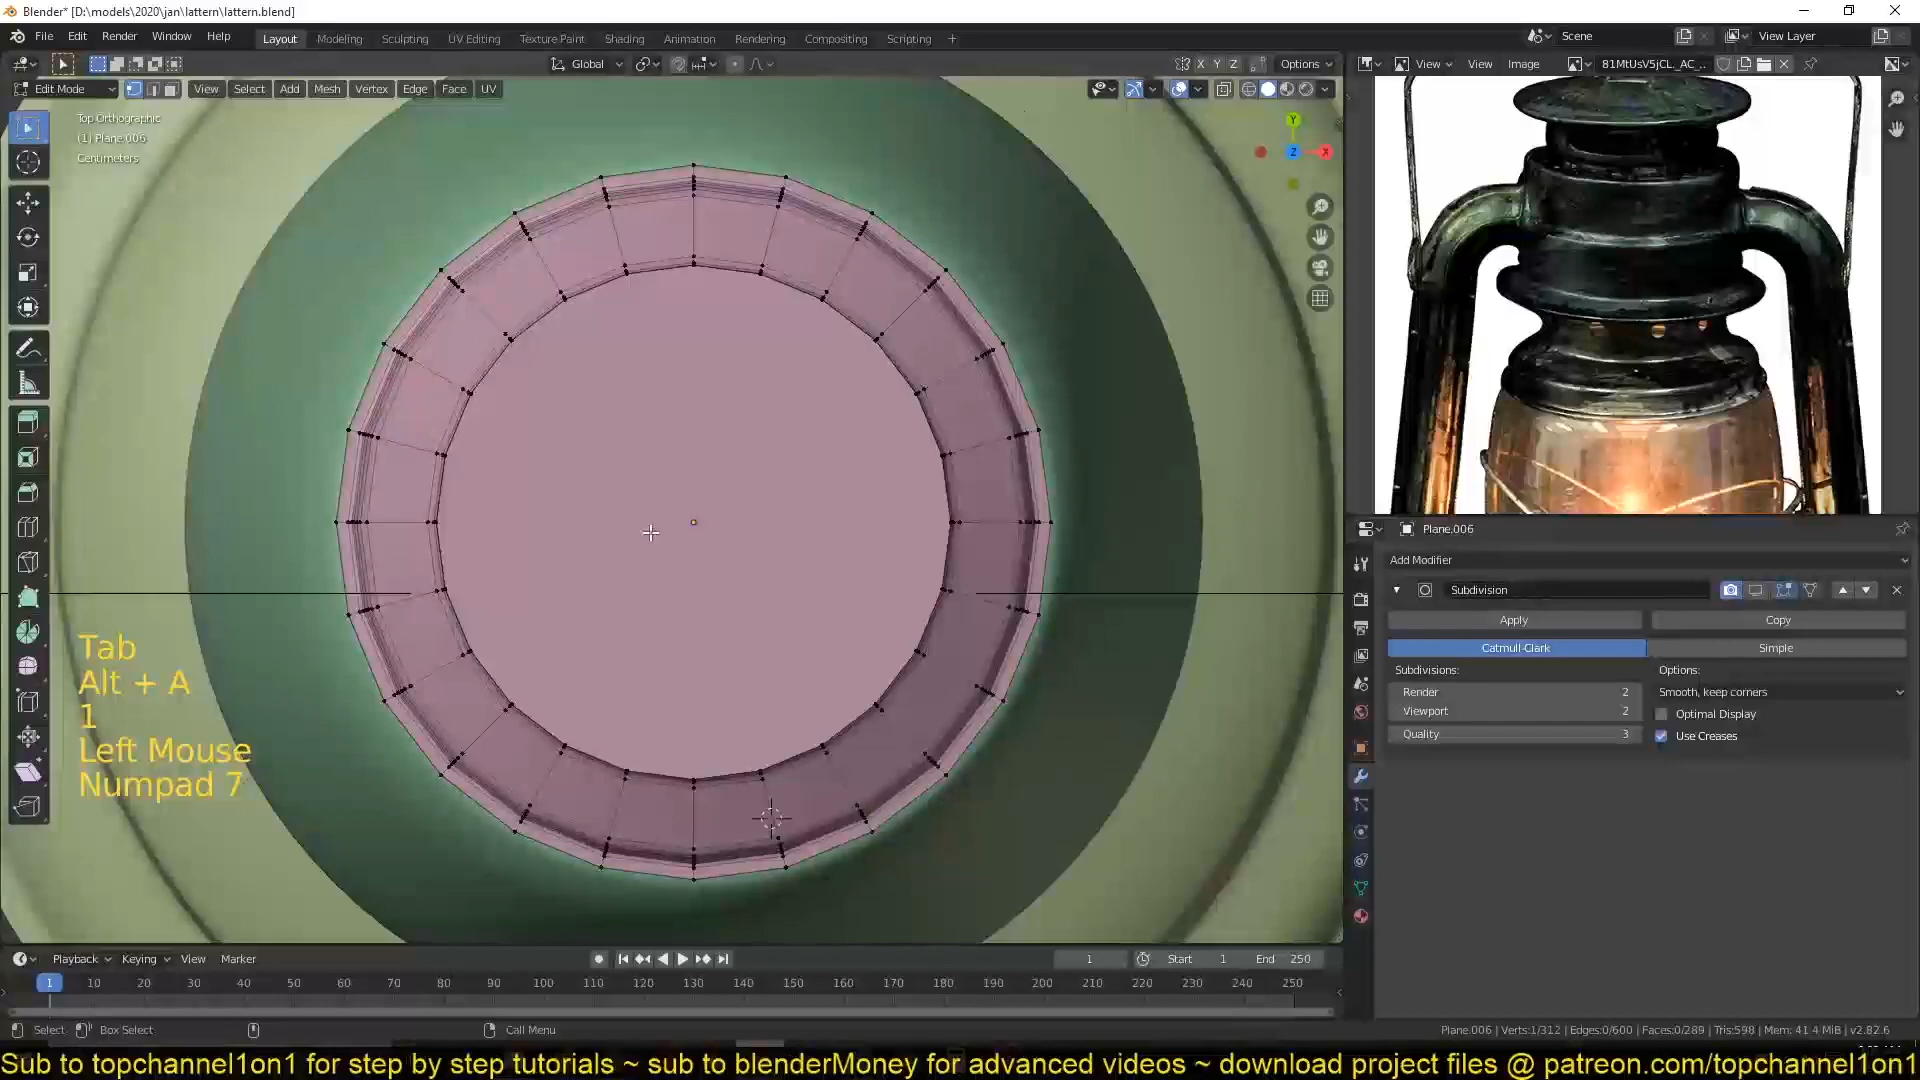 Blender* [D:\models\2020\jan\lattern\lattern.blend]
File Edit Render Window Help
Layout Modeling Sculpting UV Editing Texture Paint Shading Animation Rendering Compositing Scripting
Scene View Layer
Global Options
X Y Z
View View Image 81MtUsV5jCL._AC_..
Edit Mode View Select Add Mesh Vertex Edge Face UV
Top Orthographic
(1) Plane.006
Centimeters
Y
Z X
Tab
Alt + A
1
Left Mouse
Numpad 7
Plane.006
Add Modifier
Subdivision
Apply Copy
Catmull-Clark Simple
Subdivisions: Options:
Render 2 Smooth, keep corners
Viewport 2 Optimal Display
Quality 3 Use Creases
Playback Keying View Marker 1 Start 1 End 250
1 10 20 30 40 50 60 70 80 90 100 110 120 130 140 150 160 170 180 190 200 210 220 230 240 250
Select Box Select Call Menu
Plane.006 | Verts:1/312 | Edges:0/600 | Faces:0/289 | Tris:598 | Mem: 41.4 MiB | v2.82.6
Sub to topchannel1on1 for step by step tutorials ~ sub to blenderMoney for advanced videos ~ download project files @ patreon.com/topchannel1on1